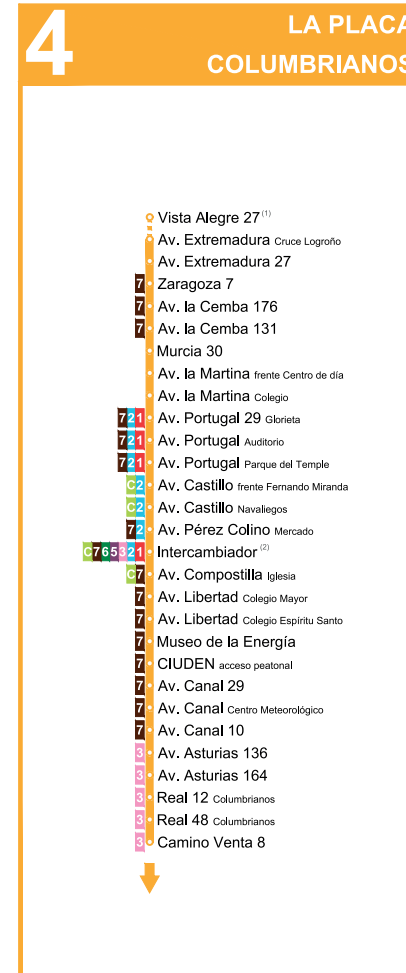 4
LA PLACA
COLUMBRIANOS
Vista Alegre 27 (1)
Av. Extremadura Cruce Logroño
Av. Extremadura 27
7 Zaragoza 7
7 Av. la Cemba 176
7 Av. la Cemba 131
Murcia 30
Av. la Martina frente Centro de día
Av. la Martina Colegio
7 2 1 Av. Portugal 29 Glorieta
7 2 1 Av. Portugal Auditorio
7 2 1 Av. Portugal Parque del Temple
C 2 Av. Castillo frente Fernando Miranda
C 2 Av. Castillo Navaliegos
7 2 Av. Pérez Colino Mercado
C 7 6 5 3 2 1 Intercambiador (2)
C 7 Av. Compostilla Iglesia
7 Av. Libertad Colegio Mayor
7 Av. Libertad Colegio Espíritu Santo
7 Museo de la Energía
7 CIUDEN acceso peatonal
7 Av. Canal 29
7 Av. Canal Centro Meteorológico
7 Av. Canal 10
3 Av. Asturias 136
3 Av. Asturias 164
3 Real 12 Columbrianos
3 Real 48 Columbrianos
3 Camino Venta 8